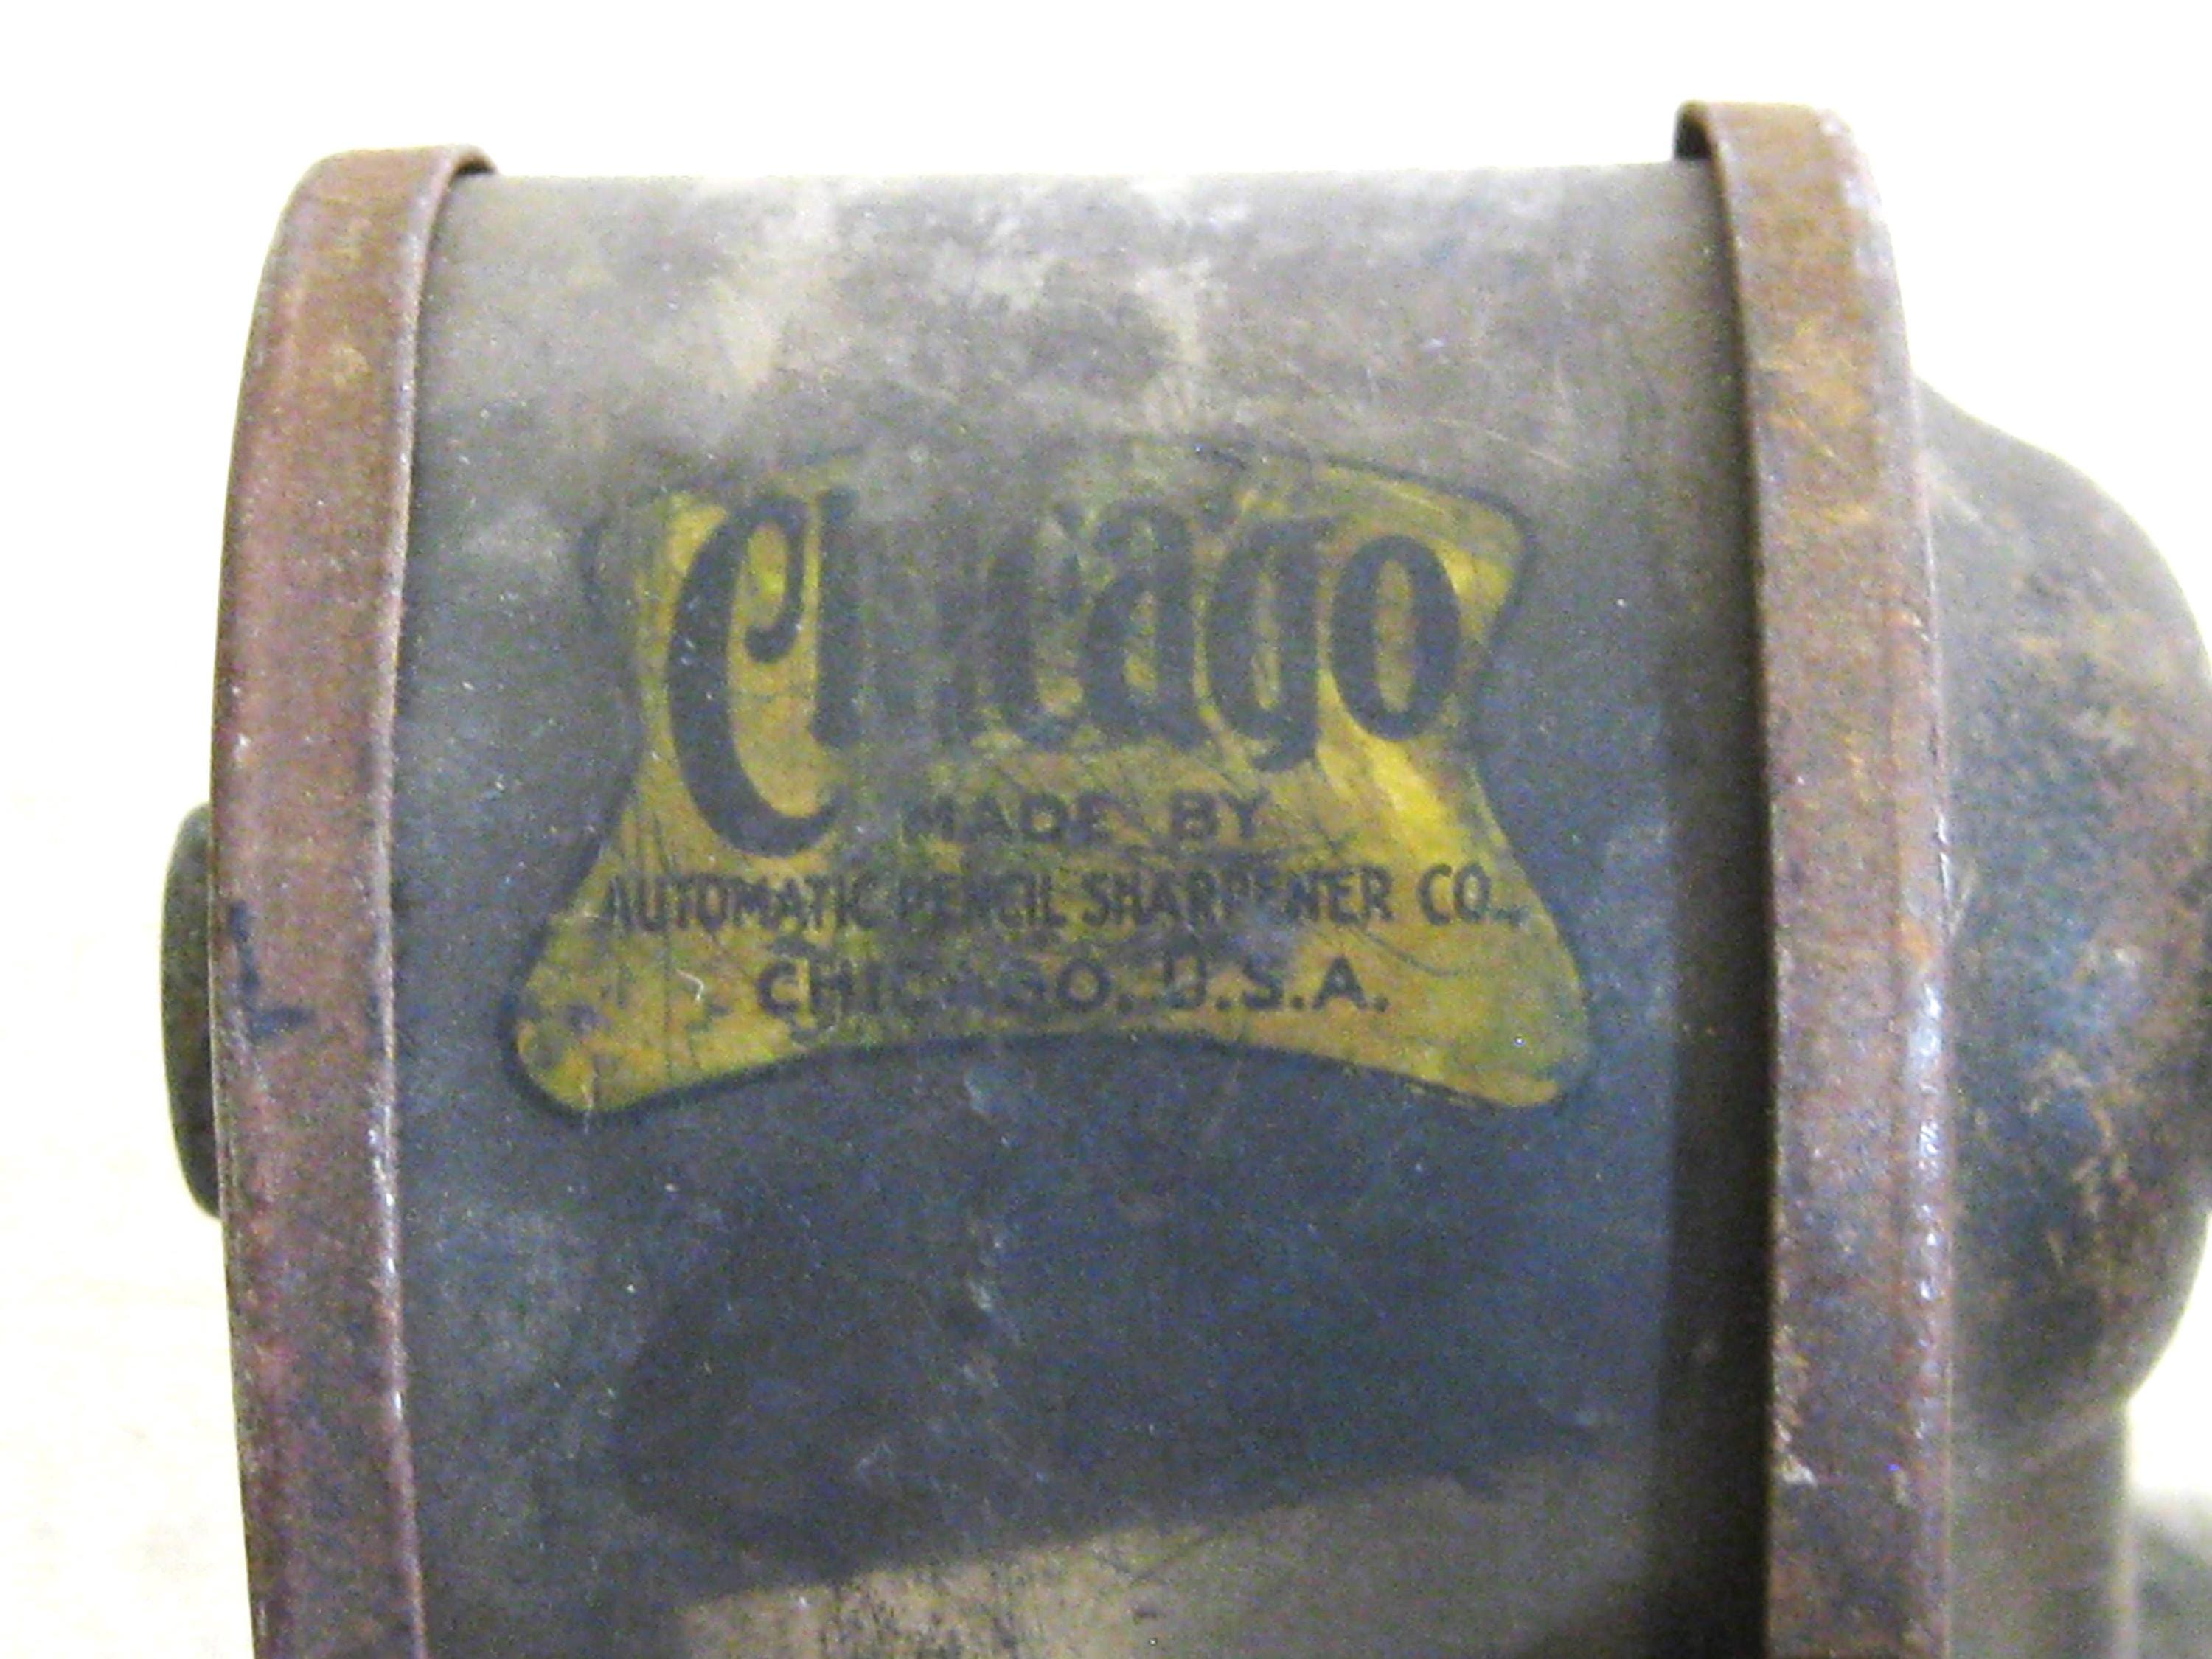 Chicago
MADE BY
AUTOMATIC PENCIL SHARPENER CO.,
CHICAGO, U.S.A.